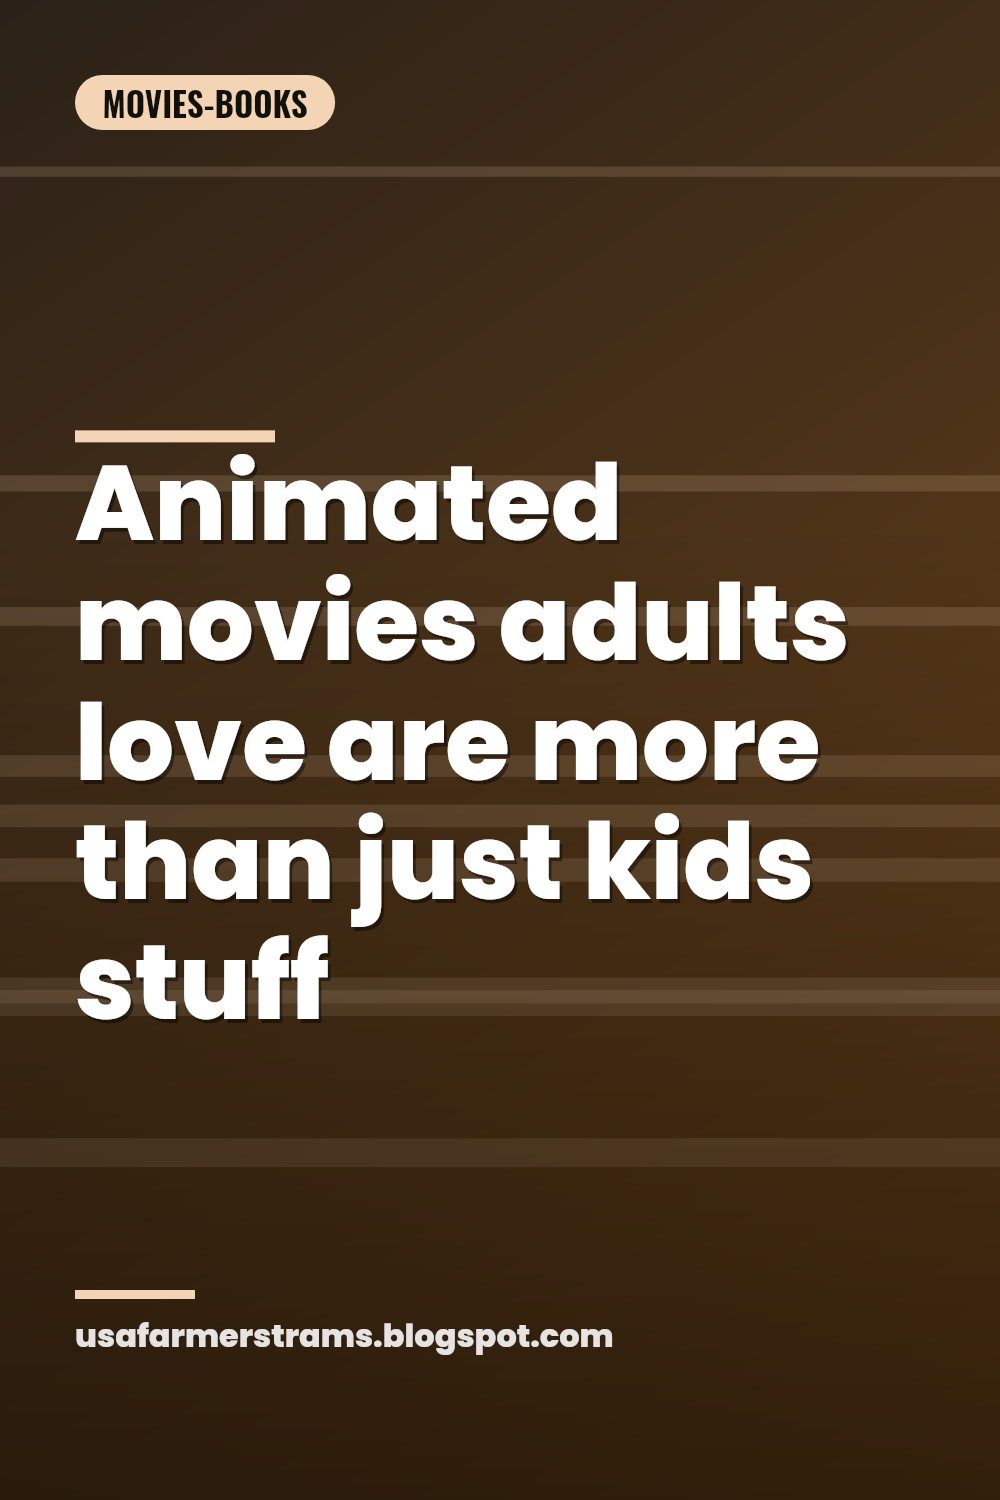 MOVIES-BOOKS
Animated
movies adults
love are more
than just kids
stuff
usafarmerstrams.blogspot.com